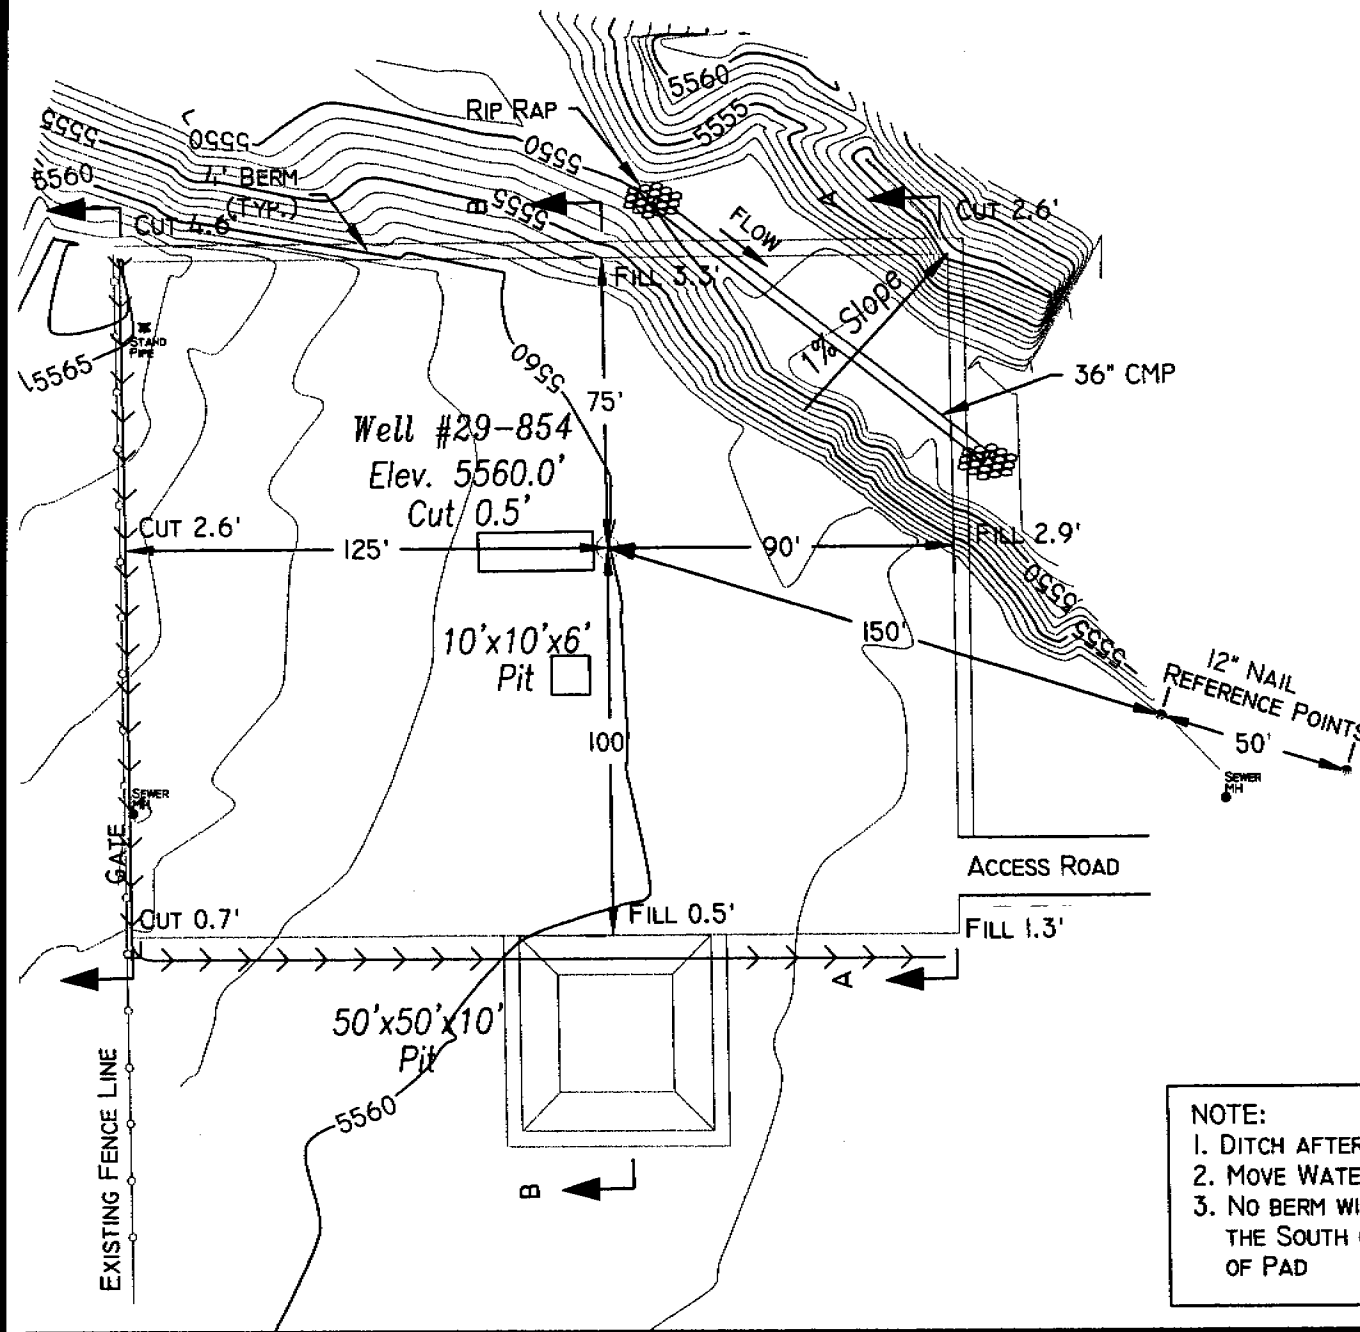 5560
RIP RAP
5555
5555
5550
5550
4' BERM
(TYP.)
5560
B
5555
A
CUT 2.6'
CUT 4.6'
FLOW
FILL 3.3'
1% Slope
STAND
PIPE
5565
5560
36" CMP
75'
Well #29-854
Elev. 5560.0'
Cut 0.5'
CUT 2.6'
125'
90'
FILL 2.9'
5550
5555
150'
10'x10'x6'
Pit
12" NAIL
REFERENCE POINTS
50'
100'
SEWER
MH
SEWER
MH
GATE
ACCESS ROAD
CUT 0.7'
FILL 0.5'
FILL 1.3'
A
50'x50'x10'
Pit
5560
EXISTING FENCE LINE
B
NOTE:
1. DITCH AFTER
2. MOVE WATE
3. NO BERM WI
THE SOUTH
OF PAD